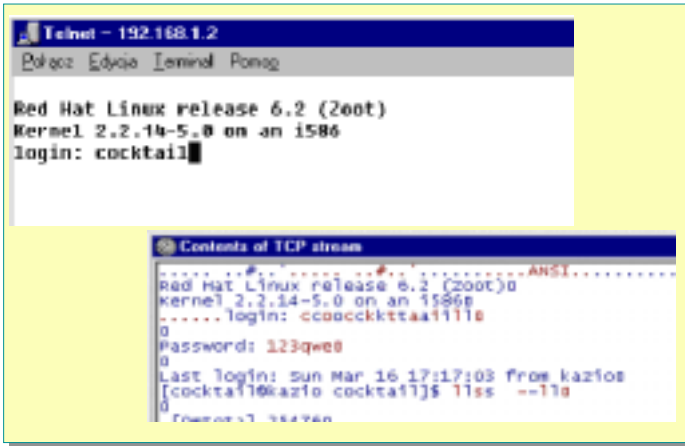 Telnet - 192.168.1.2
Połącz Edycja Terminal Pomoc
Red Hat Linux release 6.2 (Zoot)
Kernel 2.2.14-5.0 on an i586
login: cocktail
Contents of TCP stream
..... ..#..'..... ..#..'..........ANSI..........
Red Hat Linux release 6.2 (Zoot)
Kernel 2.2.14-5.0 on an i586
......login: ccoocckkttaaiill
Password: 123qwe
Last login: Sun Mar 16 17:17:03 from kazio
[cocktail@kazio cocktail]$ llss --ll